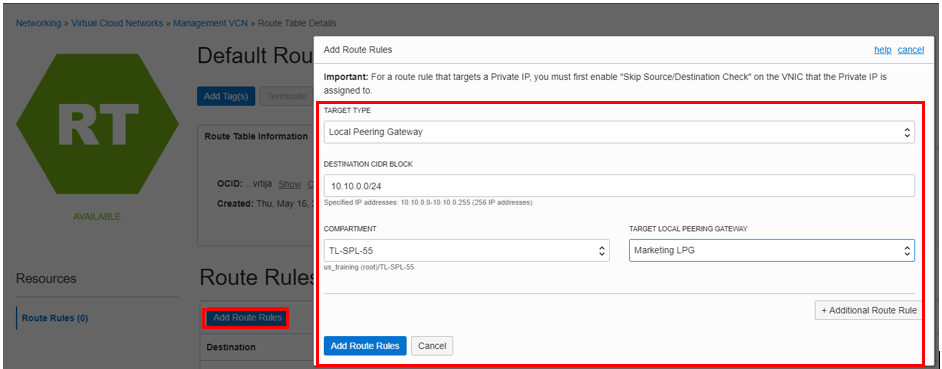 Networking » Virtual Cloud Networks » Management VCN » Route Table Details
Default Rou
RT
AVAILABLE
Add Tag(s)
Terminate
Route Table Information
OCID: ...vrtija Show
Created: Thu, May 16, 2
Resources
Route Rules (0)
Route Rules
Add Route Rules
Destination
Add Route Rules
help
cancel
Important: For a route rule that targets a Private IP, you must first enable "Skip Source/Destination Check" on the VNIC that the Private IP is
assigned to.
TARGET TYPE
Local Peering Gateway
DESTINATION CIDR BLOCK
10.10.0.0/24
Specified IP addresses: 10.10.0.0-10.10.0.255 (256 IP addresses)
COMPARTMENT
TL-SPL-55
us_training (root)/TL-SPL-55
TARGET LOCAL PEERING GATEWAY
Marketing LPG
+ Additional Route Rule
Add Route Rules
Cancel